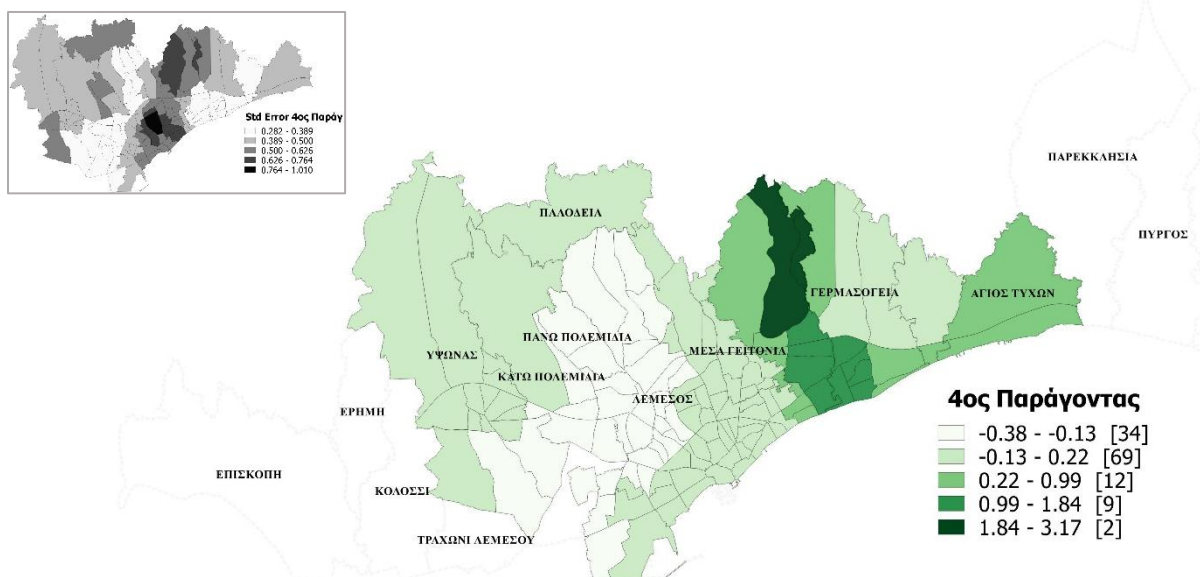 Std Error 4ος Παράγ
0.282 - 0.389
0.389 - 0.500
0.500 - 0.626
0.626 - 0.764
0.764 - 1.010
ΠΑΡΕΚΚΛΗΣΙΑ
ΠΑΛΟΔΕΙΑ
ΠΥΡΓΟΣ
ΓΕΡΜΑΣΟΓΕΙΑ
ΑΓΙΟΣ ΤΥΧΩΝ
ΠΑΝΩ ΠΟΛΕΜΙΔΙΑ
ΜΕΣΑ ΓΕΙΤΟΝΙΑ
ΥΨΩΝΑΣ
ΚΑΤΩ ΠΟΛΕΜΙΔΙΑ
ΛΕΜΕΣΟΣ
ΕΡΗΜΗ
ΕΠΙΣΚΟΠΗ
ΚΟΛΟΣΣΙ
ΤΡΑΧΩΝΙ ΛΕΜΕΣΟΥ
4ος Παράγοντας
-0.38 - -0.13 [34]
-0.13 - 0.22 [69]
0.22 - 0.99 [12]
0.99 - 1.84 [9]
1.84 - 3.17 [2]